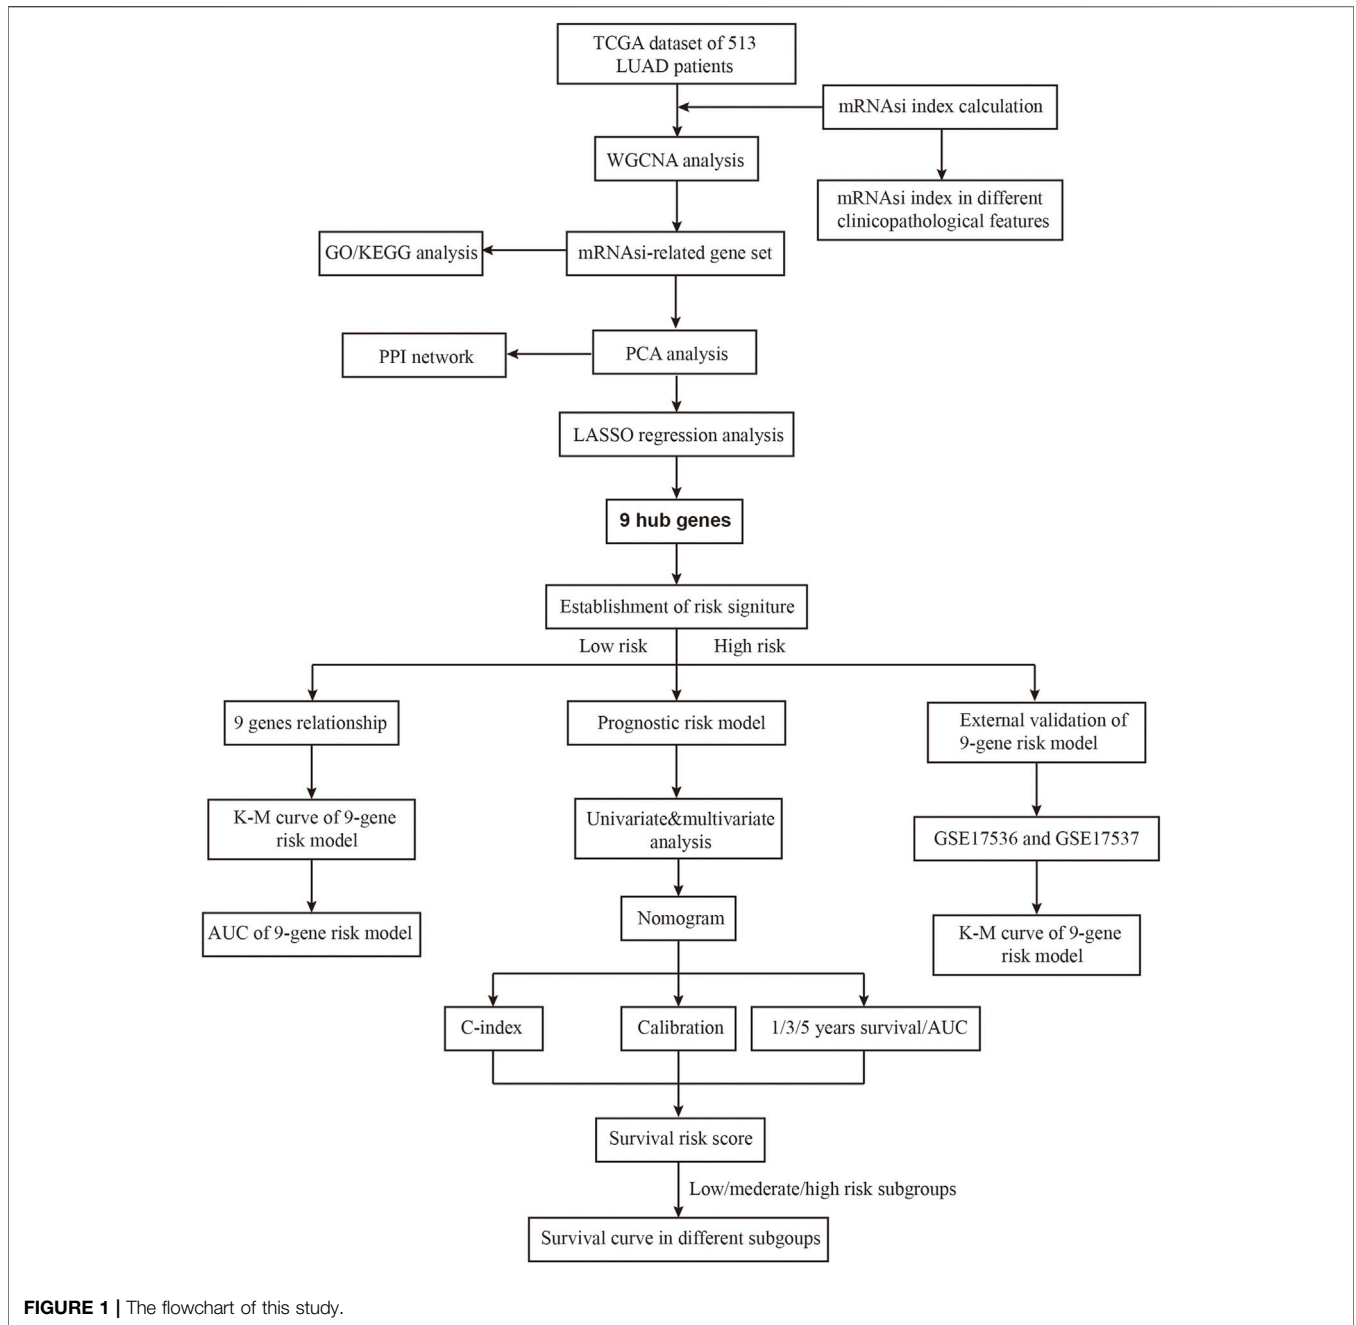 TCGA dataset of 513
LUAD patients
mRNAsi index calculation
WGCNA analysis
mRNAsi index in different
clinicopathological features
GO/KEGG analysis
mRNAsi-related gene set
PPI network
PCA analysis
LASSO regression analysis
9 hub genes
Establishment of risk signiture
Low risk
High risk
9 genes relationship
Prognostic risk model
External validation of
9-gene risk model
K-M curve of 9-gene
risk model
Univariate&multivariate
analysis
GSE17536 and GSE17537
AUC of 9-gene risk model
Nomogram
K-M curve of 9-gene
risk model
C-index
Calibration
1/3/5 years survival/AUC
Survival risk score
Low/mederate/high risk subgroups
Survival curve in different subgoups
FIGURE 1 | The flowchart of this study.